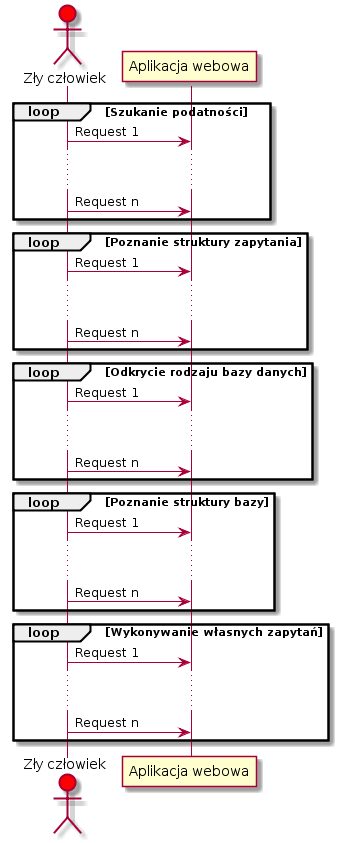 Zły człowiek
Aplikacja webowa
loop [Szukanie podatności]
Request 1
Request n
loop [Poznanie struktury zapytania]
Request 1
Request n
loop [Odkrycie rodzaju bazy danych]
Request 1
Request n
loop [Poznanie struktury bazy]
Request 1
Request n
loop [Wykonywanie własnych zapytań]
Request 1
Request n
Zły człowiek
Aplikacja webowa